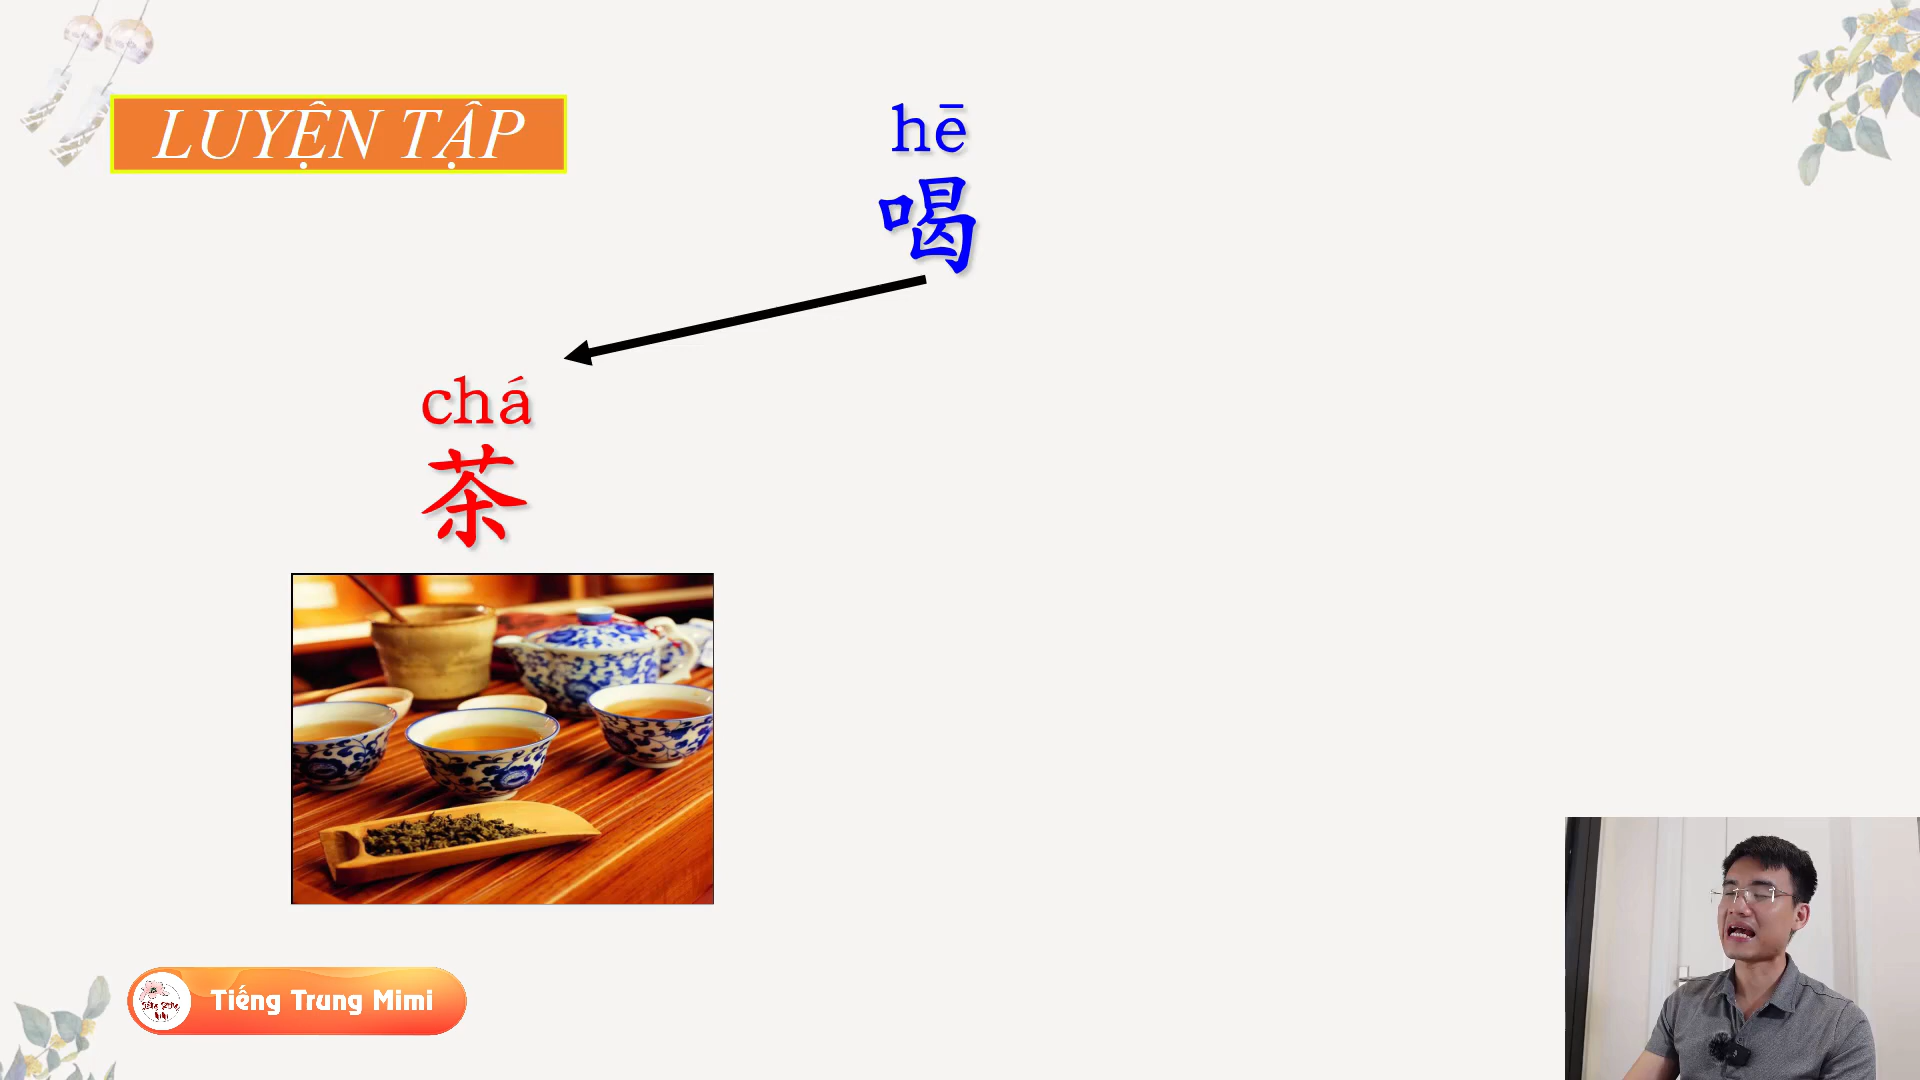 LUYỆN TẬP
hē
喝
chá
茶
Tiếng Trung Mimi